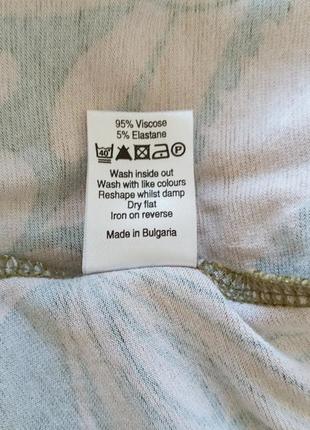 95% Viscose
5% Elastane
40 P
Wash inside out
Wash with like colours
Reshape whilst damp
Dry flat
Iron on reverse
Made in Bulgaria